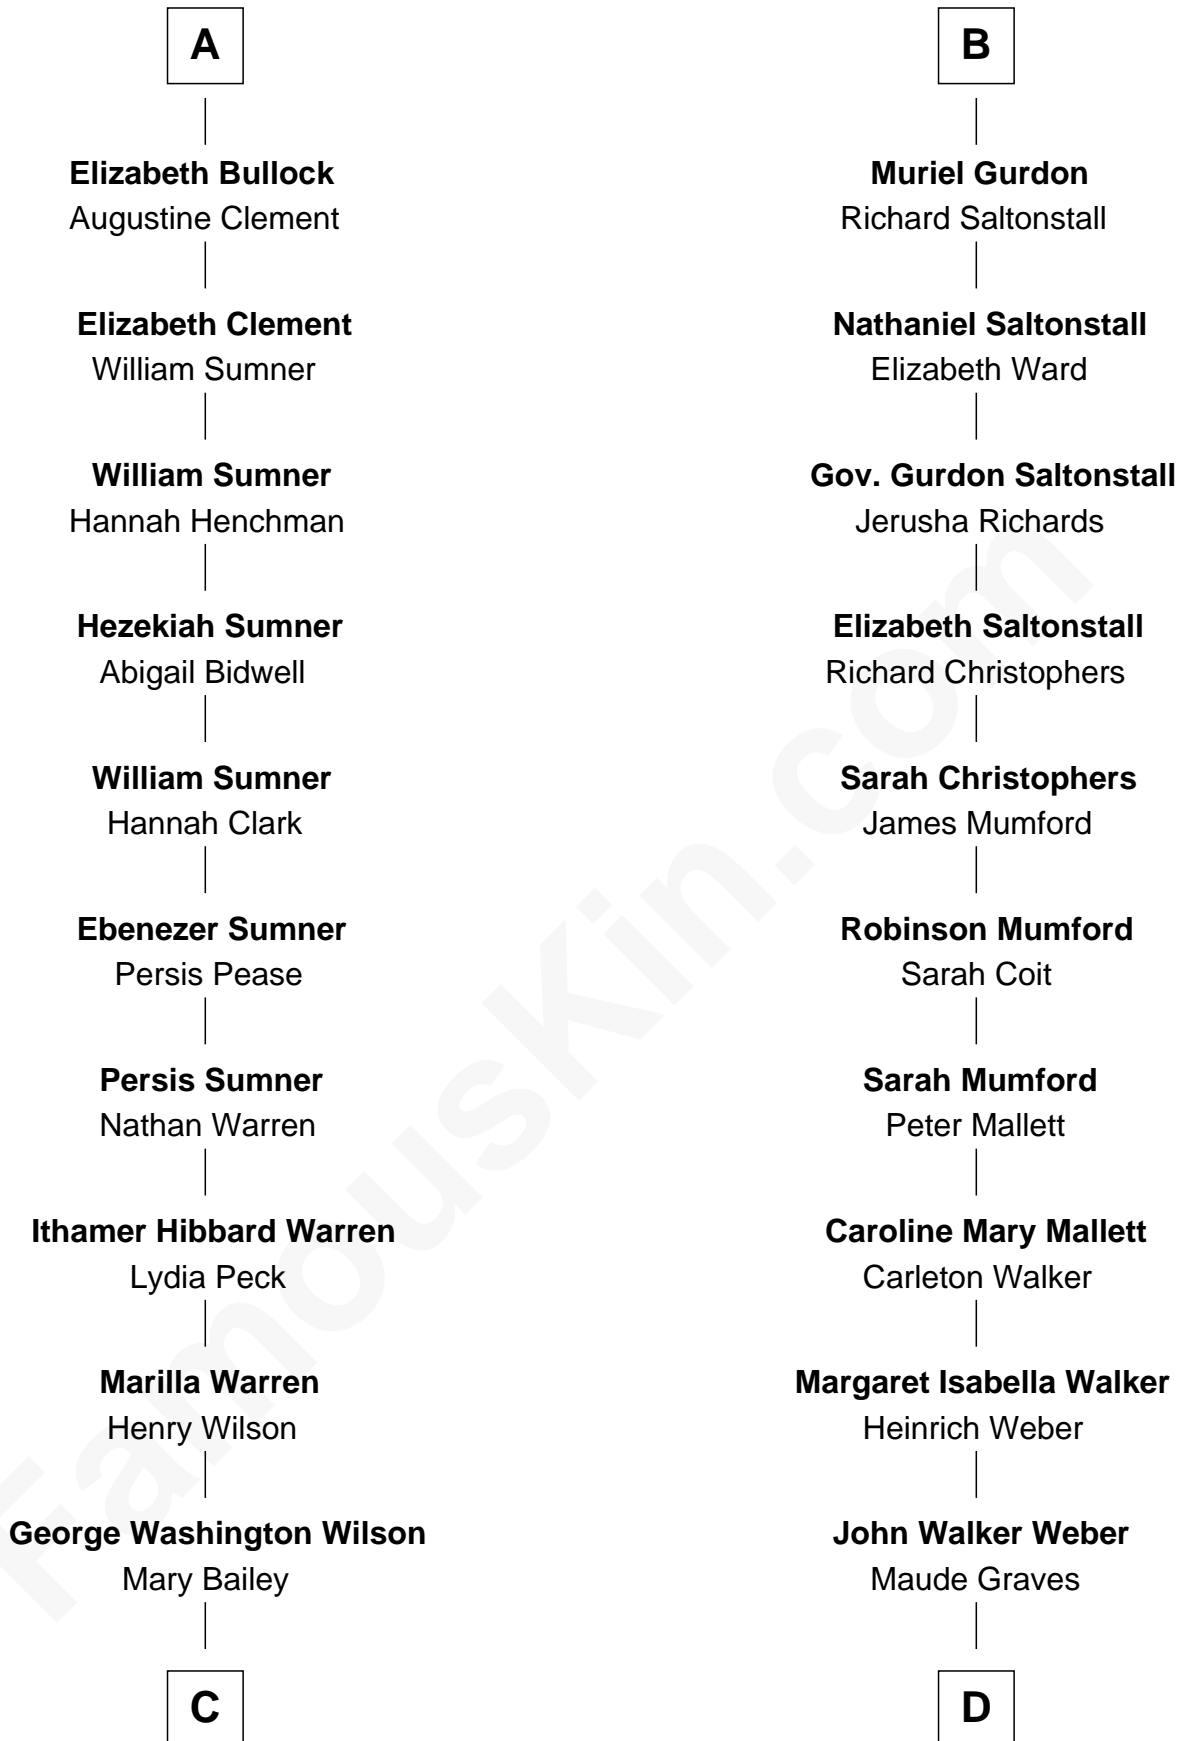 A
Elizabeth Bullock
Augustine Clement
Elizabeth Clement
William Sumner
William Sumner
Hannah Henchman
Hezekiah Sumner
Abigail Bidwell
William Sumner
Hannah Clark
Ebenezer Sumner
Persis Pease
Persis Sumner
Nathan Warren
Ithamer Hibbard Warren
Lydia Peck
Marilla Warren
Henry Wilson
George Washington Wilson
Mary Bailey
C
B
Muriel Gurdon
Richard Saltonstall
Nathaniel Saltonstall
Elizabeth Ward
Gov. Gurdon Saltonstall
Jerusha Richards
Elizabeth Saltonstall
Richard Christophers
Sarah Christophers
James Mumford
Robinson Mumford
Sarah Coit
Sarah Mumford
Peter Mallett
Caroline Mary Mallett
Carleton Walker
Margaret Isabella Walker
Heinrich Weber
John Walker Weber
Maude Graves
D
FamousKin.com